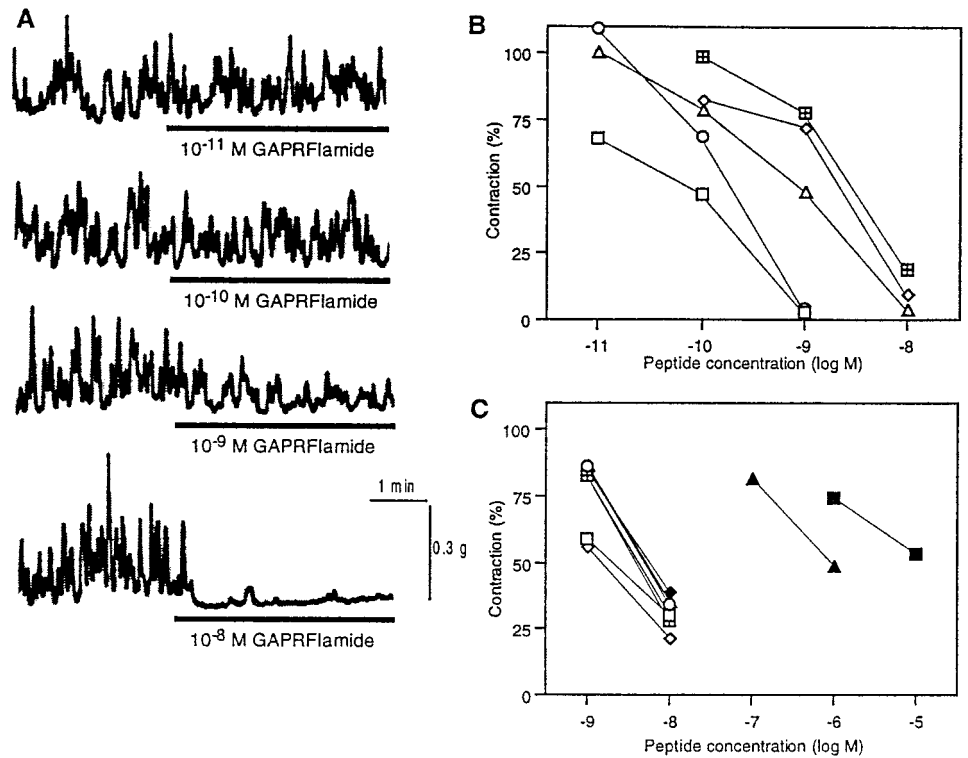 A
10-11 M GAPRFlamide
10-10 M GAPRFlamide
10-9 M GAPRFlamide
1 min
0.3 g
10-8 M GAPRFlamide
B
Contraction (%)
100
75
50
25
0
-11 -10 -9 -8
Peptide concentration (log M)
C
Contraction (%)
100
75
50
25
0
-9 -8 -7 -6 -5
Peptide concentration (log M)